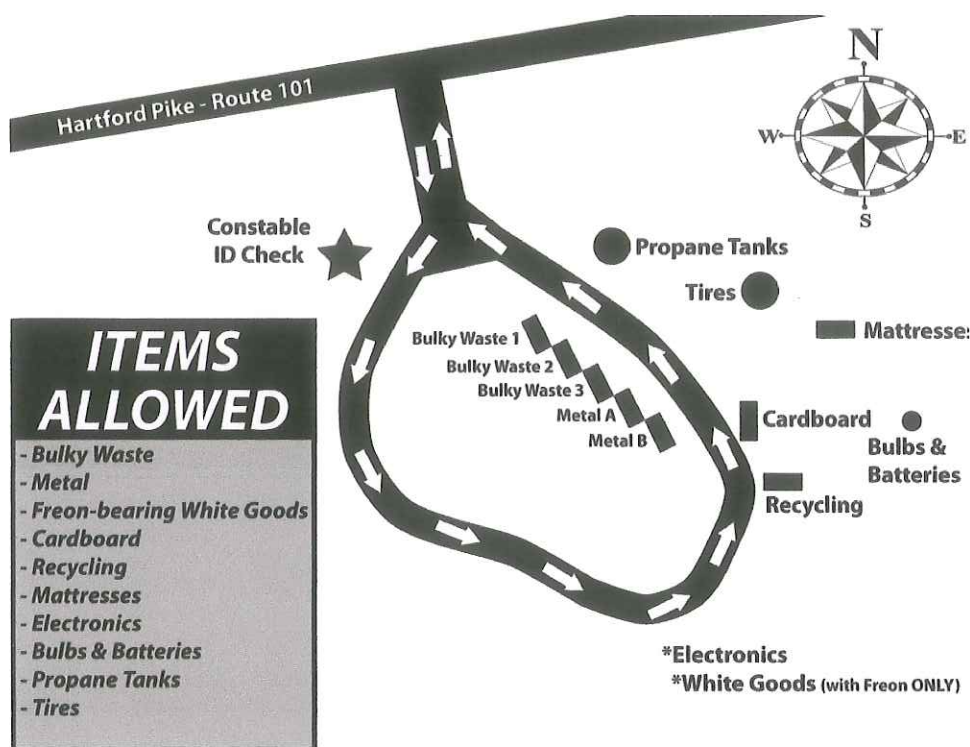 Hartford Pike - Route 101
N
W
E
S
Constable
ID Check
Propane Tanks
Tires
Mattresse
Bulky Waste 1
Bulky Waste 2
Bulky Waste 3
Metal A
Metal B
Cardboard
Bulbs &
Batteries
Recycling
ITEMS
ALLOWED
- Bulky Waste
- Metal
- Freon-bearing White Goods
- Cardboard
- Recycling
- Mattresses
- Electronics
- Bulbs & Batteries
- Propane Tanks
- Tires
*Electronics
*White Goods (with Freon ONLY)